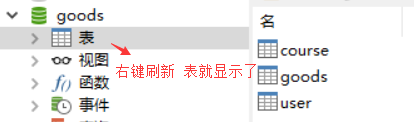 goods
表
视图
函数
事件
右键刷新 表就显示了
名
course
goods
user